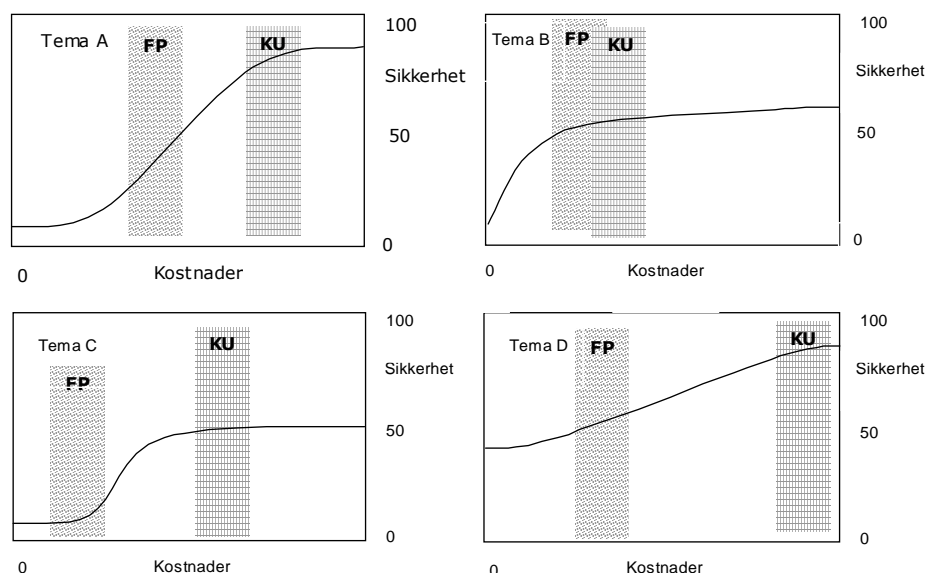 Tema A
FP
KU
100
Sikkerhet
50
0
0
Kostnader
Tema B
FP
KU
100
Sikkerhet
50
0
0
Kostnader
Tema C
FP
KU
100
Sikkerhet
50
0
0
Kostnader
Tema D
FP
KU
100
Sikkerhet
50
0
0
Kostnader